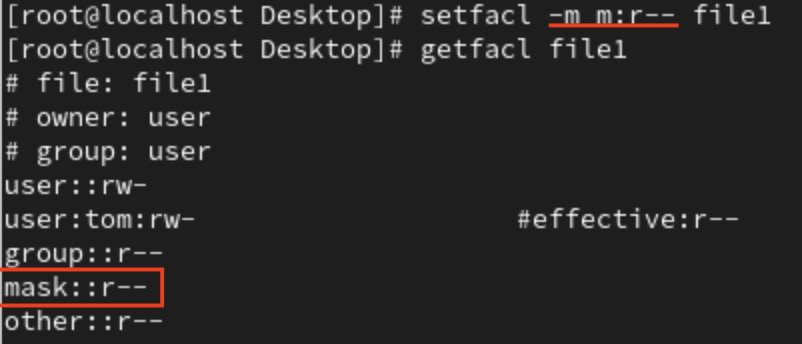 [root@localhost Desktop]# setfacl -m m:r-- file1
[root@localhost Desktop]# getfacl file1
# file: file1
# owner: user
# group: user
user::rw-
user:tom:rw-                    #effective:r--
group::r--
mask::r--
other::r--